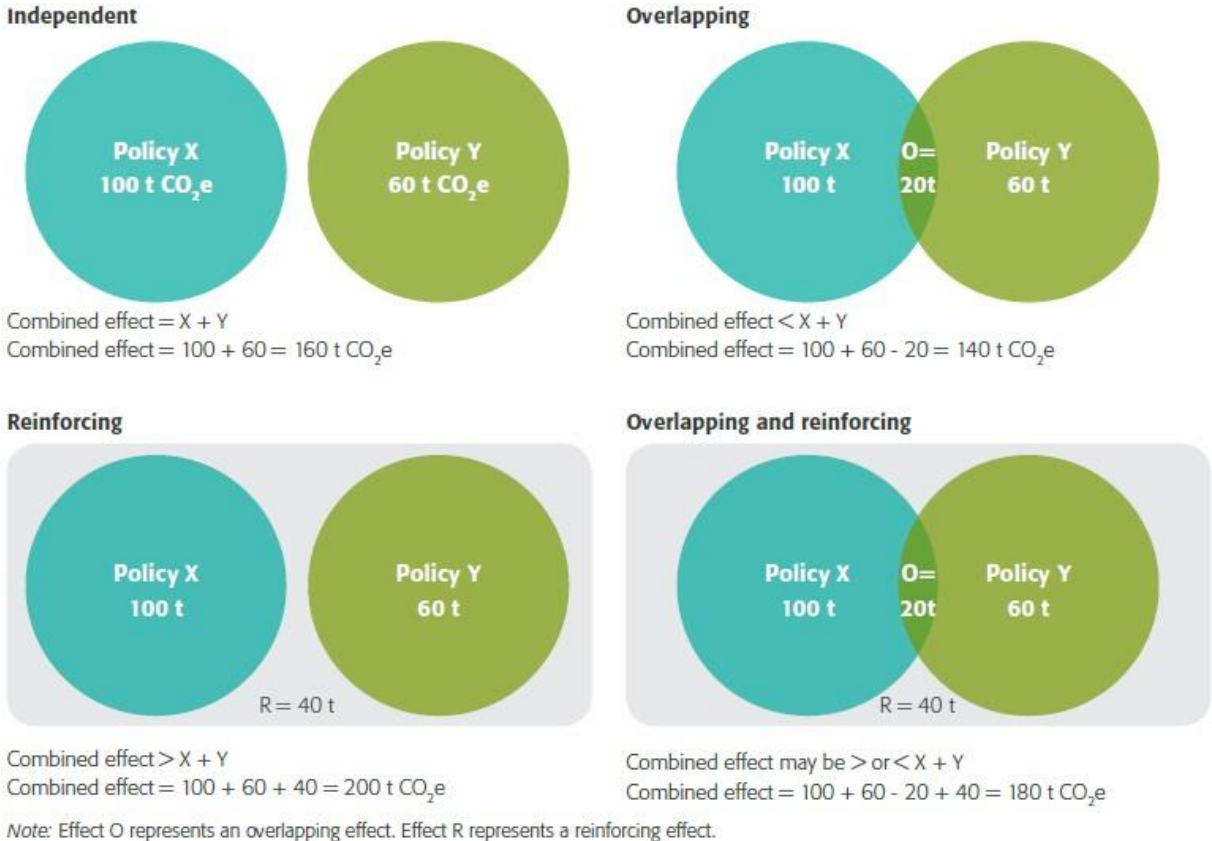 Independent
Policy X
100 t CO₂e
Policy Y
60 t CO₂e
Combined effect = X + Y
Combined effect = 100 + 60 = 160 t CO₂e
Overlapping
Policy X
100 t
O=
20t
Policy Y
60 t
Combined effect < X + Y
Combined effect = 100 + 60 - 20 = 140 t CO₂e
Reinforcing
Policy X
100 t
Policy Y
60 t
R = 40 t
Combined effect > X + Y
Combined effect = 100 + 60 + 40 = 200 t CO₂e
Overlapping and reinforcing
Policy X
100 t
O=
20t
Policy Y
60 t
R = 40 t
Combined effect may be > or < X + Y
Combined effect = 100 + 60 - 20 + 40 = 180 t CO₂e
Note: Effect O represents an overlapping effect. Effect R represents a reinforcing effect.